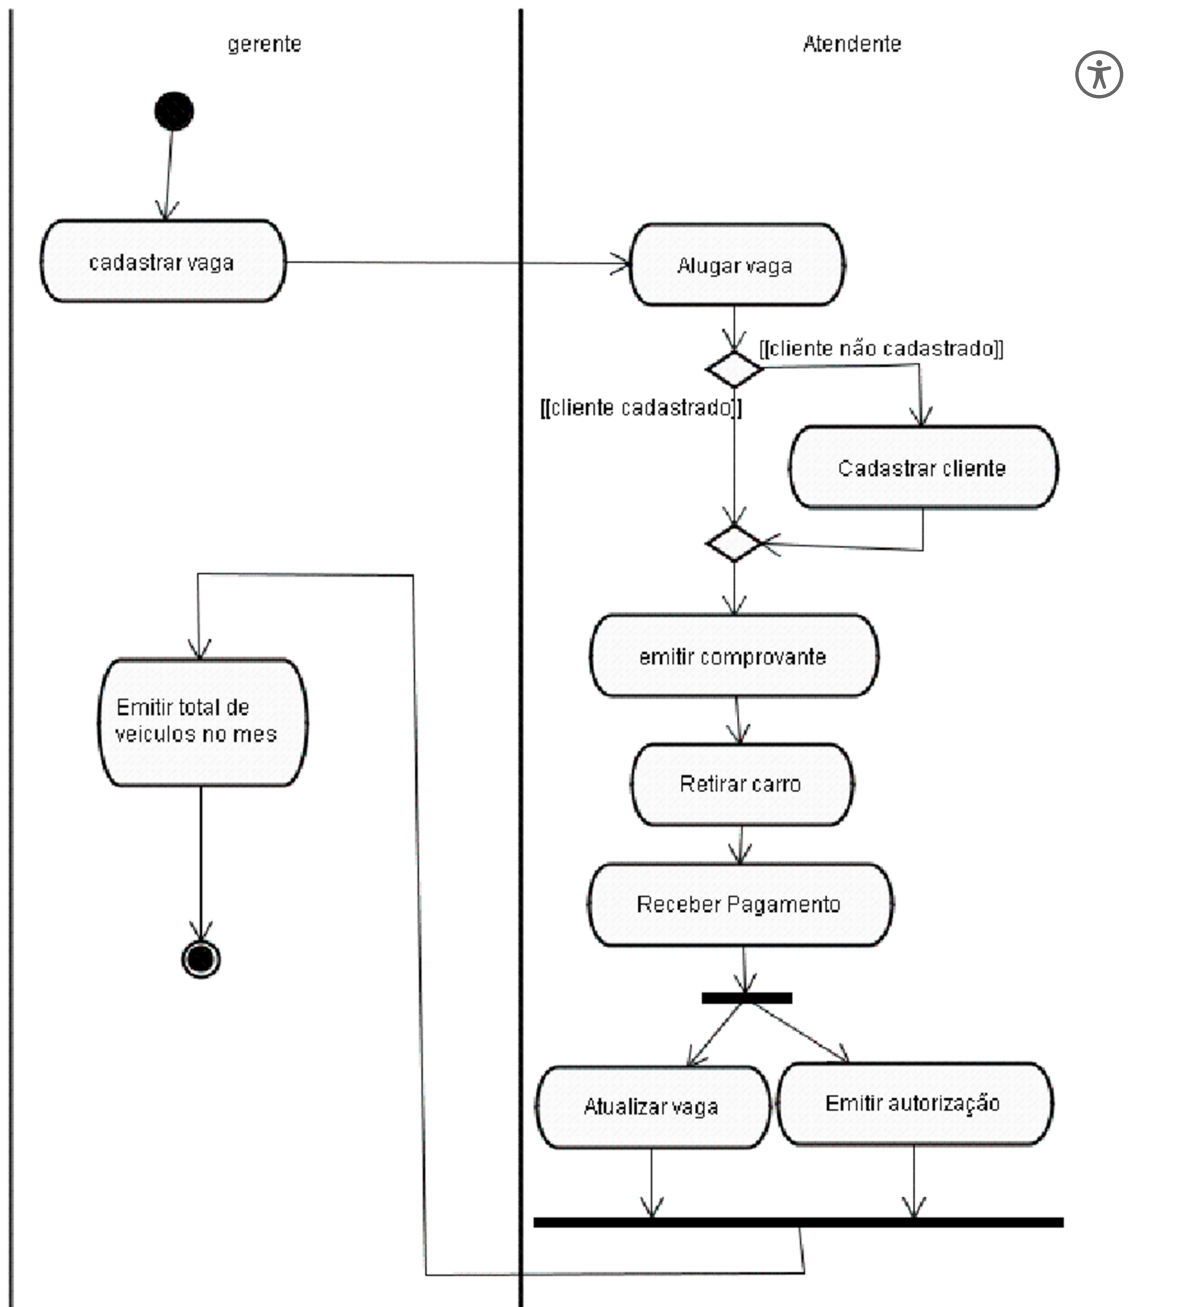 gerente
Atendente
cadastrar vaga
Alugar vaga
[[cliente não cadastrado]]
[[cliente cadastrado]]
Cadastrar cliente
emitir comprovante
Emitir total de
veiculos no mes
Retirar carro
Receber Pagamento
Atualizar vaga
Emitir autorização